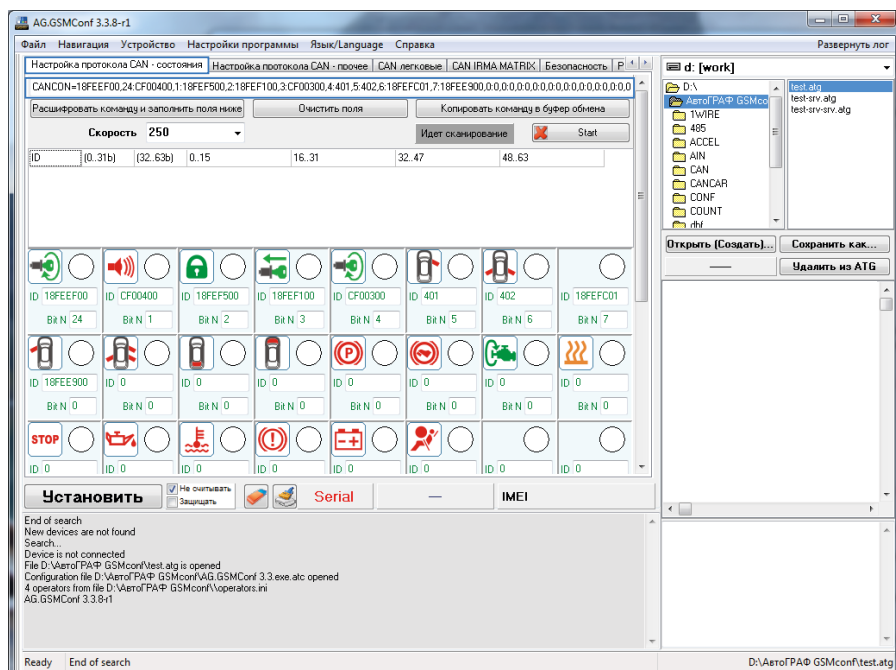 AG.GSMConf 3.3.8-r1
Файл Навигация Устройство Настройки программы Язык/Language Справка Развернуть лог
Настройка протокола CAN - состояния Настройка протокола CAN - прочее CAN легковые CAN IRMA MATRIX Безопасность Р
CANCON=18FEEF00,24:CF00400,1:18FEF500,2:18FEF100,3:CF00300,4:401,5:402,6:18FEFC01,7:18FEE900,0:0,0:0,0:0,0:0,0:0,0:0,0:0,0:0,0:0,0:0,0:0,0
Расшифровать команду и заполнить поля ниже Очистить поля Копировать команду в буфер обмена
Скорость 250 Идет сканирование Start
ID (0..31b) (32..63b) 0..15 16..31 32..47 48..63
ID 18FEEF00 ID CF00400 ID 18FEF500 ID 18FEF100 ID CF00300 ID 401 ID 402 ID 18FEFC01
Bit N 24 Bit N 1 Bit N 2 Bit N 3 Bit N 4 Bit N 5 Bit N 6 Bit N 7
ID 18FEE900 ID 0 ID 0 ID 0 ID 0 ID 0 ID 0 ID 0
Bit N 0 Bit N 0 Bit N 0 Bit N 0 Bit N 0 Bit N 0 Bit N 0 Bit N 0
STOP
ID 0 ID 0 ID 0 ID 0 ID 0 ID 0 ID 0 ID 0
Установить Не считывать Serial — IMEI
Защищать
End of search
New devices are not found
Search...
Device is not connected
File D:\АвтоГРАФ GSMconf\test.atg is opened
Configuration file D:\АвтоГРАФ GSMconf\AG.GSMConf 3.3.exe.atc opened
4 operators from file D:\АвтоГРАФ GSMconf\\operators.ini
AG.GSMConf 3.3.8-r1
d: [work]
D:\
АвтоГРАФ GSMco
1WIRE
485
ACCEL
AIN
CAN
CANCAR
CONF
COUNT
dbf
test.atg
test-srv.atg
test-srv-srv.atg
Открыть (Создать)... Сохранить как...
Удалить из ATG
Ready End of search D:\АвтоГРАФ GSMconf\test.atg